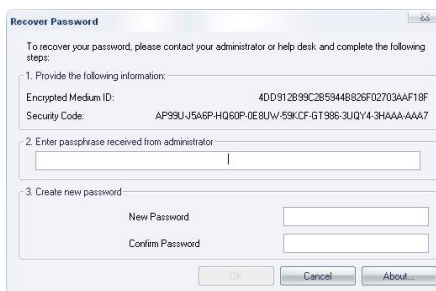 Recover Password
To recover your password, please contact your administrator or help desk and complete the following
steps:
1. Provide the following information:
Encrypted Medium ID: 4DD912B99C2B5944B826F02703AAF18F
Security Code: AP99U-J5A6P-HQ60P-0E8UW-59KCF-GT986-3UQY4-3HAAA-AAA7
2. Enter passphrase received from administrator
3. Create new password
New Password
Confirm Password
OK Cancel About...